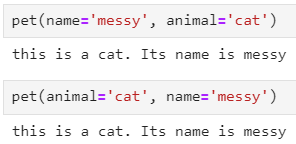 pet(name='messy', animal='cat')
this is a cat. Its name is messy
pet(animal='cat', name='messy')
this is a cat. Its name is messy